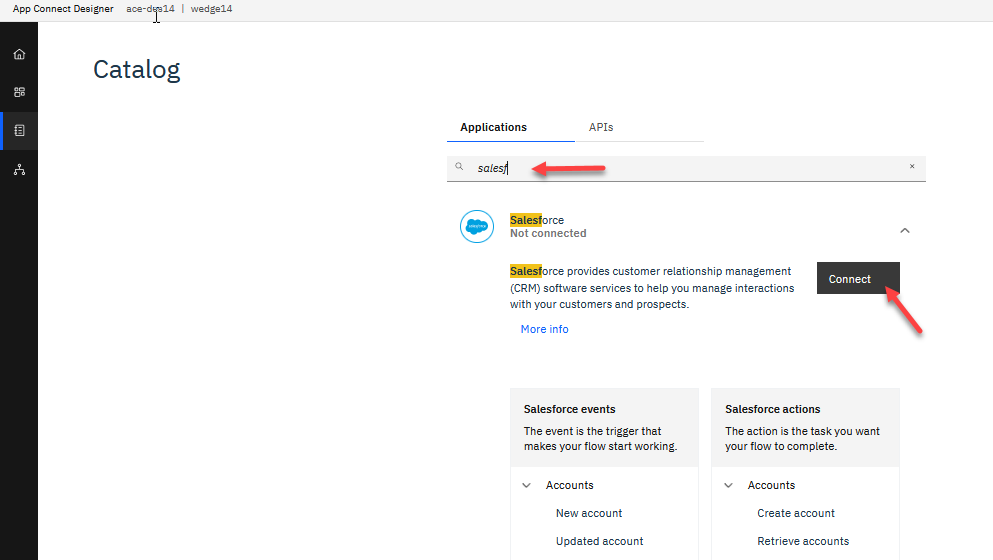 App Connect Designer ace-des14 | wedge14
Catalog
Applications APIs
salesf
Salesforce
Not connected
Salesforce provides customer relationship management
(CRM) software services to help you manage interactions
with your customers and prospects.
Connect
More info
Salesforce events
The event is the trigger that
makes your flow start working.
Accounts
New account
Updated account
Salesforce actions
The action is the task you want
your flow to complete.
Accounts
Create account
Retrieve accounts